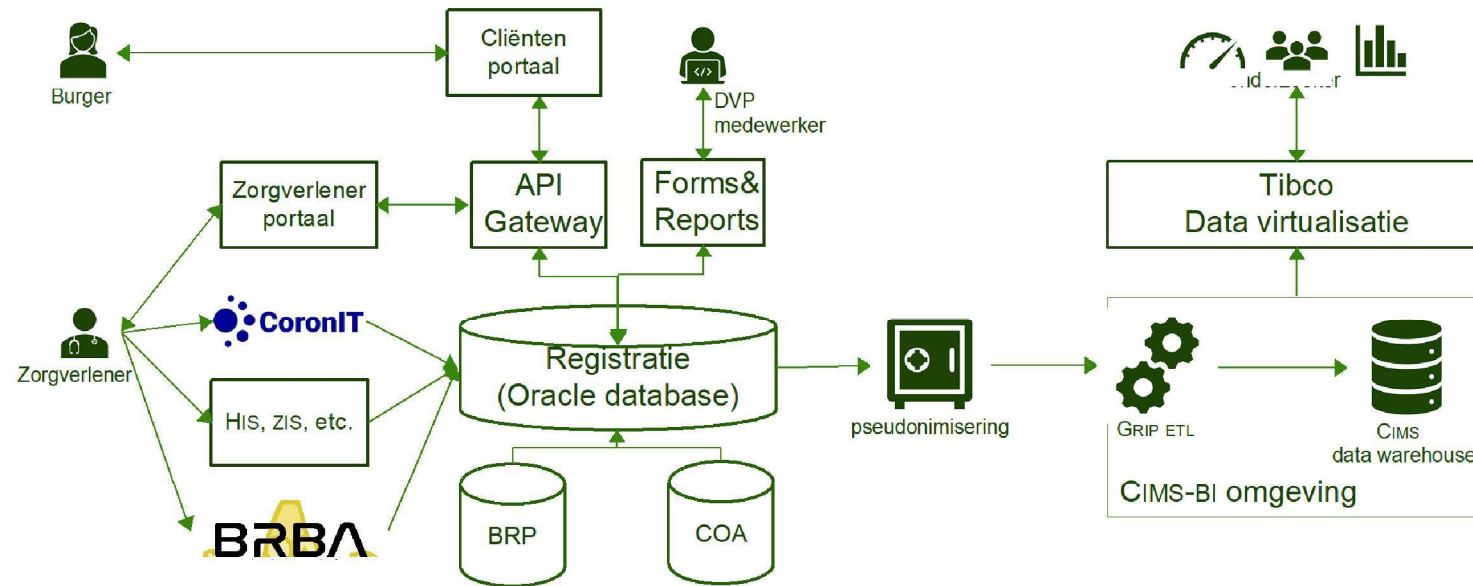 Burger
Cliënten
portaal
DVP
medewerker
Zorgverlener
portaal
API
Gateway
Forms&
Reports
Tibco
Data virtualisatie
CoronIT
Zorgverlener
HIS, ZIS, etc.
Registratie
(Oracle database)
pseudonimisering
GRIP ETL
CIMS
data warehouse
CIMS-BI omgeving
BRBA
BRP
COA